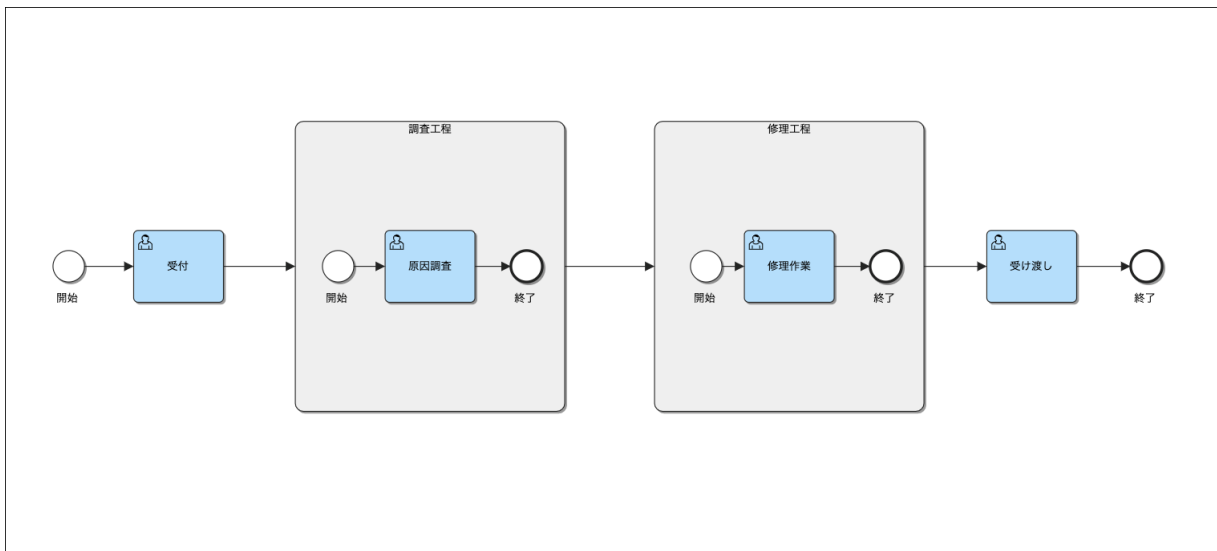 調査工程
修理工程
受付
原因調査
修理作業
受け渡し
開始
開始
終了
開始
終了
終了